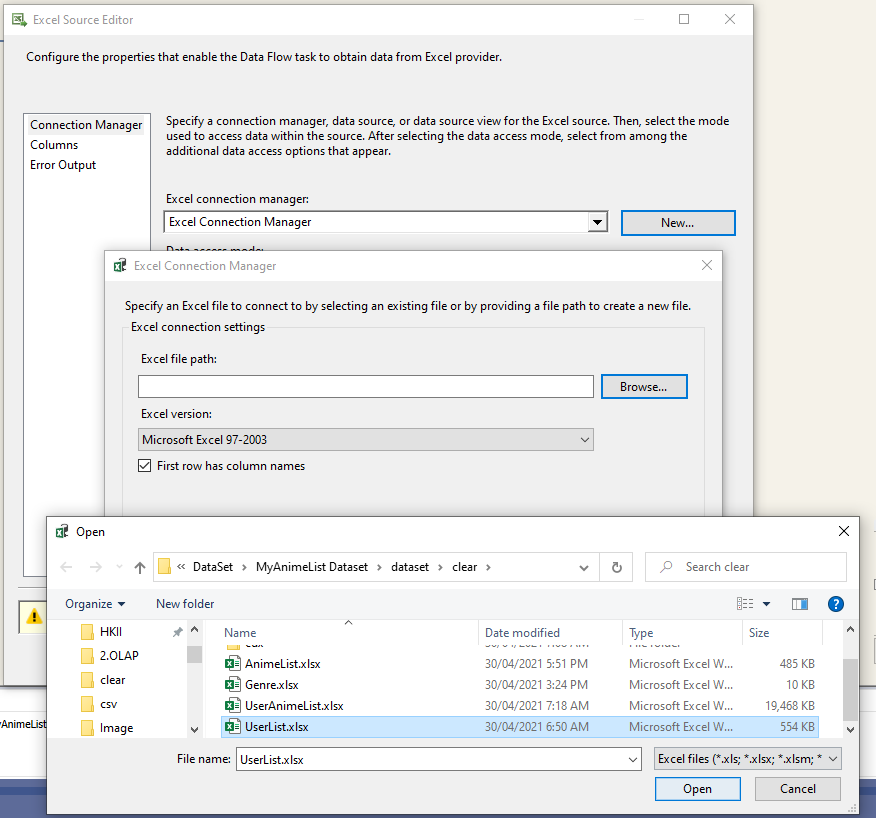 Excel Source Editor
Configure the properties that enable the Data Flow task to obtain data from Excel provider.
Connection Manager
Columns
Error Output
Specify a connection manager, data source, or data source view for the Excel source. Then, select the mode
used to access data within the source. After selecting the data access mode, select from among the
additional data access options that appear.
Excel connection manager:
Excel Connection Manager
New...
Data access mode:
Excel Connection Manager
Specify an Excel file to connect to by selecting an existing file or by providing a file path to create a new file.
Excel connection settings
Excel file path:
Browse...
Excel version:
Microsoft Excel 97-2003
First row has column names
Open
« DataSet > MyAnimeList Dataset > dataset > clear >
Search clear
Organize
New folder
?
HKII
2.OLAP
clear
csv
Image
Name Date modified Type Size
AnimeList.xlsx 30/04/2021 5:51 PM Microsoft Excel W... 485 KB
Genre.xlsx 30/04/2021 3:24 PM Microsoft Excel W... 10 KB
UserAnimeList.xlsx 30/04/2021 7:18 AM Microsoft Excel W... 19,468 KB
UserList.xlsx 30/04/2021 6:50 AM Microsoft Excel W... 554 KB
File name: UserList.xlsx
Excel files (*.xls; *.xlsx; *.xlsm; *
Open
Cancel
yAnimeList